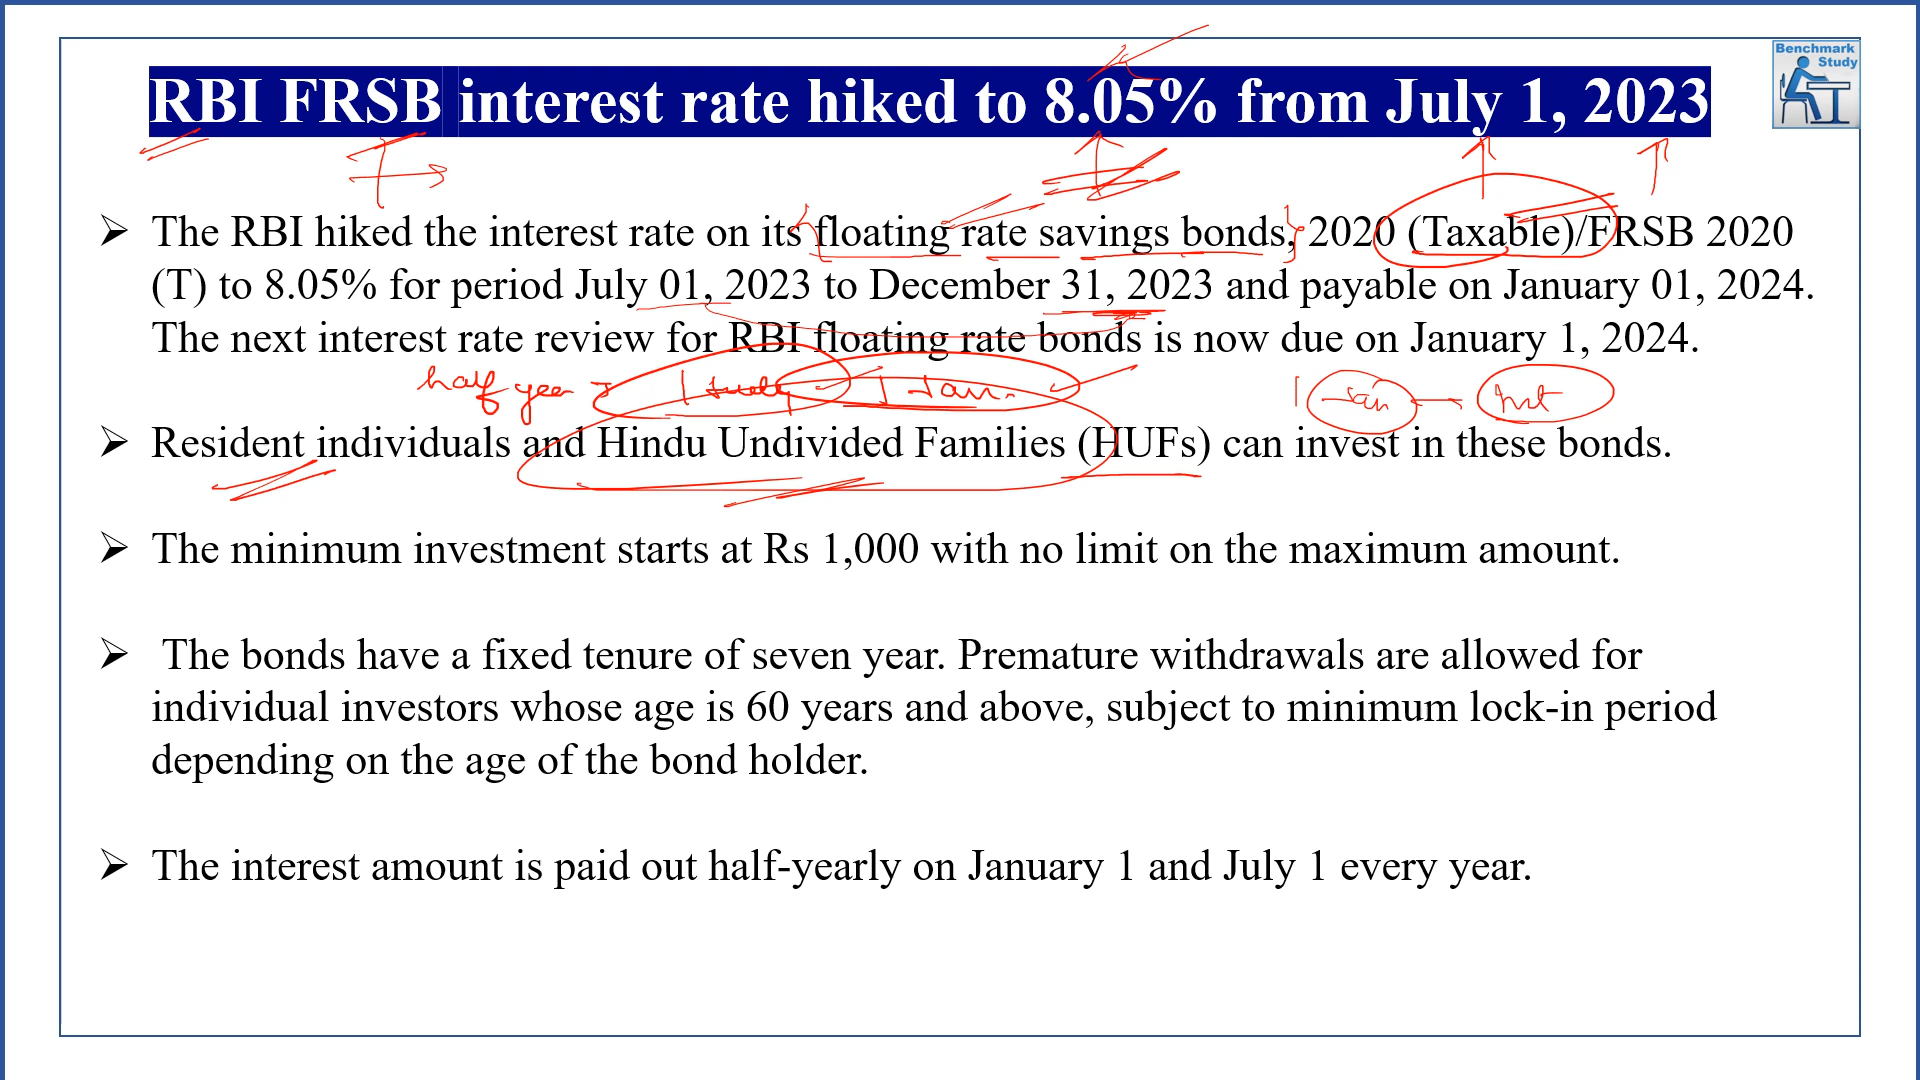 Benchmark
Study
RBI FRSB interest rate hiked to 8.05% from July 1, 2023
➢ The RBI hiked the interest rate on its floating rate savings bonds, 2020 (Taxable)/FRSB 2020
(T) to 8.05% for period July 01, 2023 to December 31, 2023 and payable on January 01, 2024.
The next interest rate review for RBI floating rate bonds is now due on January 1, 2024.
half year 1 July 1 Jan. 1 Jan
➢ Resident individuals and Hindu Undivided Families (HUFs) can invest in these bonds.
➢ The minimum investment starts at Rs 1,000 with no limit on the maximum amount.
➢ The bonds have a fixed tenure of seven year. Premature withdrawals are allowed for
individual investors whose age is 60 years and above, subject to minimum lock-in period
depending on the age of the bond holder.
➢ The interest amount is paid out half-yearly on January 1 and July 1 every year.